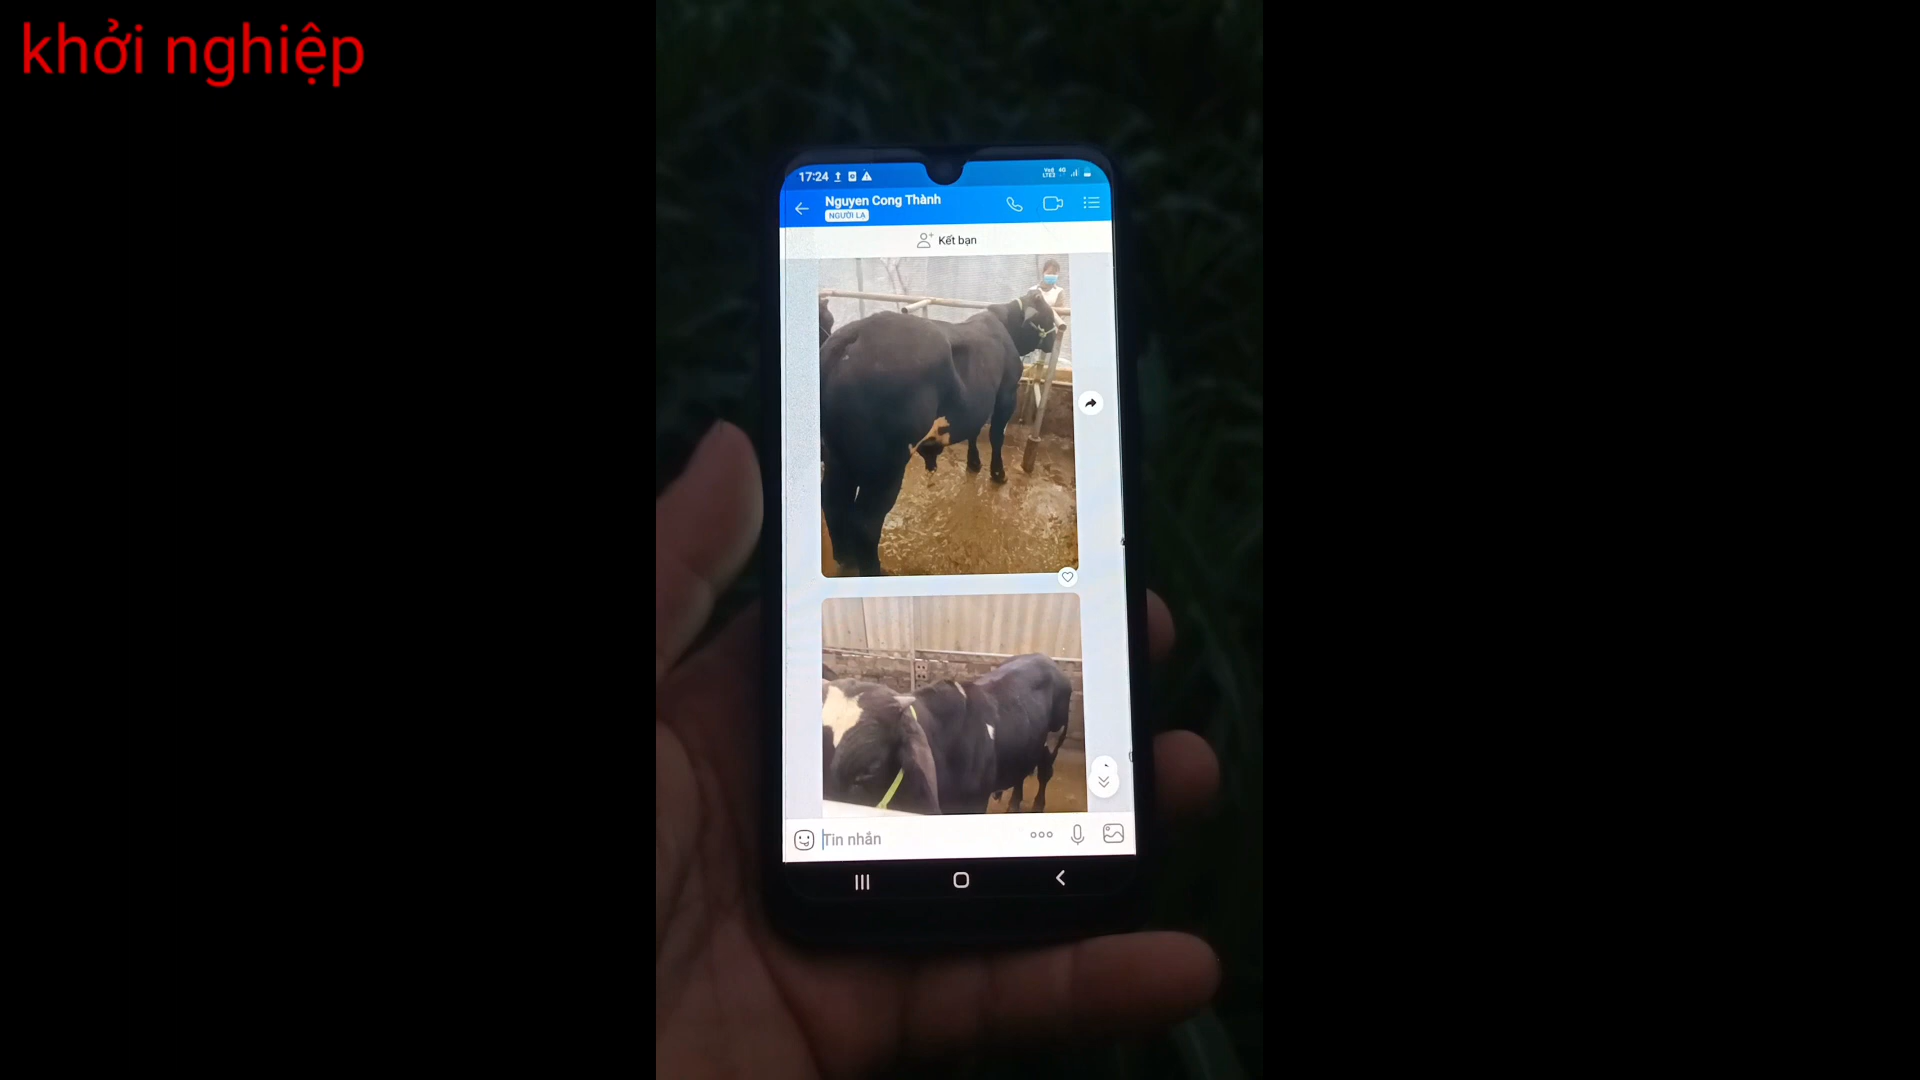 khởi nghiệp
17:24
Nguyen Cong Thành
NGƯỜI LẠ
Kết bạn
Tin nhắn